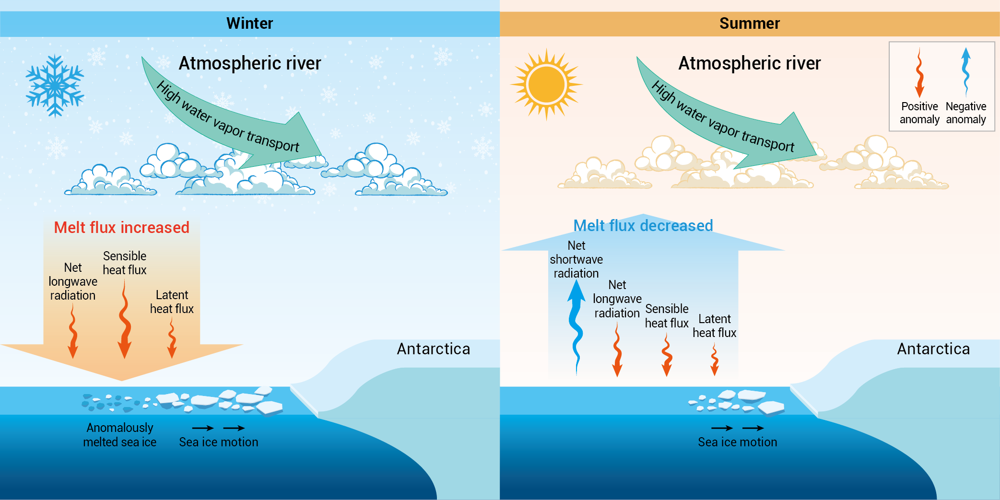 Winter
Atmospheric river
High water vapor transport
Melt flux increased
Net
longwave
radiation
Sensible
heat flux
Latent
heat flux
Antarctica
Anomalously
melted sea ice
Sea ice motion
Summer
Atmospheric river
High water vapor transport
Positive
anomaly
Negative
anomaly
Melt flux decreased
Net
shortwave
radiation
Net
longwave
radiation
Sensible
heat flux
Latent
heat flux
Antarctica
Sea ice motion